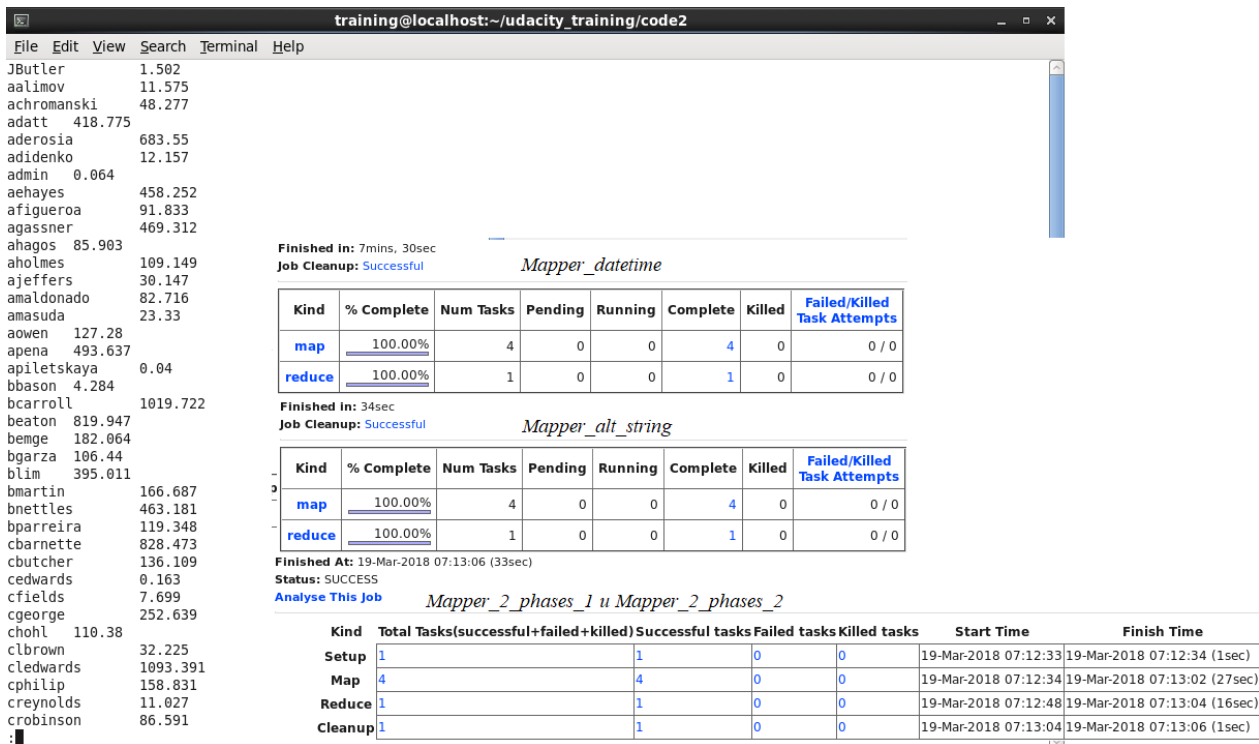 training@localhost:~/udacity_training/code2
File Edit View Search Terminal Help
JButler 1.502
aalimov 11.575
achromanski 48.277
adatt 418.775
aderosia 683.55
adidenko 12.157
admin 0.064
aehayes 458.252
afigueroa 91.833
agassner 469.312
ahagos 85.903
aholmes 109.149
ajeffers 30.147
amaldonado 82.716
amasuda 23.33
aowen 127.28
apena 493.637
apiletskaya 0.04
bbason 4.284
bcarroll 1019.722
beaton 819.947
bemge 182.064
bgarza 106.44
blim 395.011
bmartin 166.687
bnettles 463.181
bparreira 119.348
cbarnette 828.473
cbutcher 136.109
cedwards 0.163
cfields 7.699
cgeorge 252.639
chohl 110.38
clbrown 32.225
cledwards 1093.391
cphilip 158.831
creynolds 11.027
crobinson 86.591
:
Finished in: 7mins, 30sec
Job Cleanup: Successful
Mapper_datetime
Kind % Complete Num Tasks Pending Running Complete Killed Failed/Killed Task Attempts
map 100.00% 4 0 0 4 0 0 / 0
reduce 100.00% 1 0 0 1 0 0 / 0
Finished in: 34sec
Job Cleanup: Successful
Mapper_alt_string
Kind % Complete Num Tasks Pending Running Complete Killed Failed/Killed Task Attempts
map 100.00% 4 0 0 4 0 0 / 0
reduce 100.00% 1 0 0 1 0 0 / 0
Finished At: 19-Mar-2018 07:13:06 (33sec)
Status: SUCCESS
Analyse This Job
Mapper_2_phases_1 и Mapper_2_phases_2
Kind Total Tasks(successful+failed+killed) Successful tasks Failed tasks Killed tasks Start Time Finish Time
Setup 1 1 0 0 19-Mar-2018 07:12:33 19-Mar-2018 07:12:34 (1sec)
Map 4 4 0 0 19-Mar-2018 07:12:34 19-Mar-2018 07:13:02 (27sec)
Reduce 1 1 0 0 19-Mar-2018 07:12:48 19-Mar-2018 07:13:04 (16sec)
Cleanup 1 1 0 0 19-Mar-2018 07:13:04 19-Mar-2018 07:13:06 (1sec)